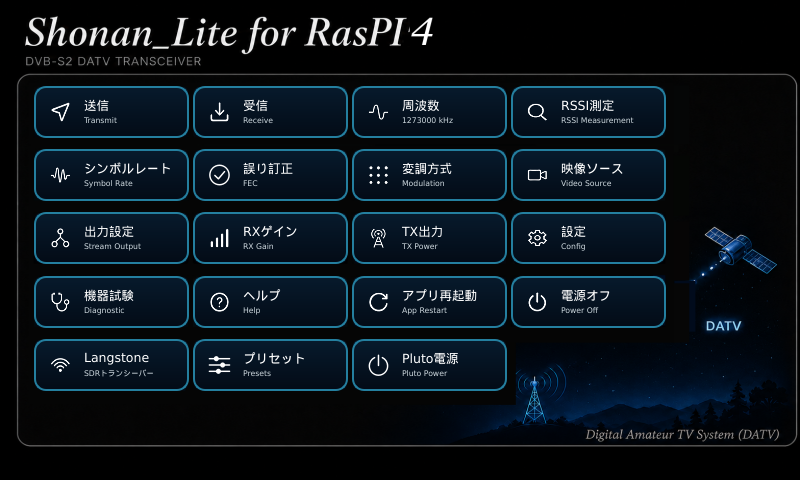 Shonan_Lite for RasPI 4
DVB-S2 DATV TRANSCEIVER
送信
Transmit
受信
Receive
周波数
1273000 kHz
RSSI測定
RSSI Measurement
シンボルレート
Symbol Rate
誤り訂正
FEC
変調方式
Modulation
映像ソース
Video Source
出力設定
Stream Output
RXゲイン
RX Gain
TX出力
TX Power
設定
Config
機器試験
Diagnostic
ヘルプ
Help
アプリ再起動
App Restart
電源オフ
Power Off
DATV
Langstone
SDRトランシーバー
プリセット
Presets
Pluto電源
Pluto Power
Digital Amateur TV System (DATV)